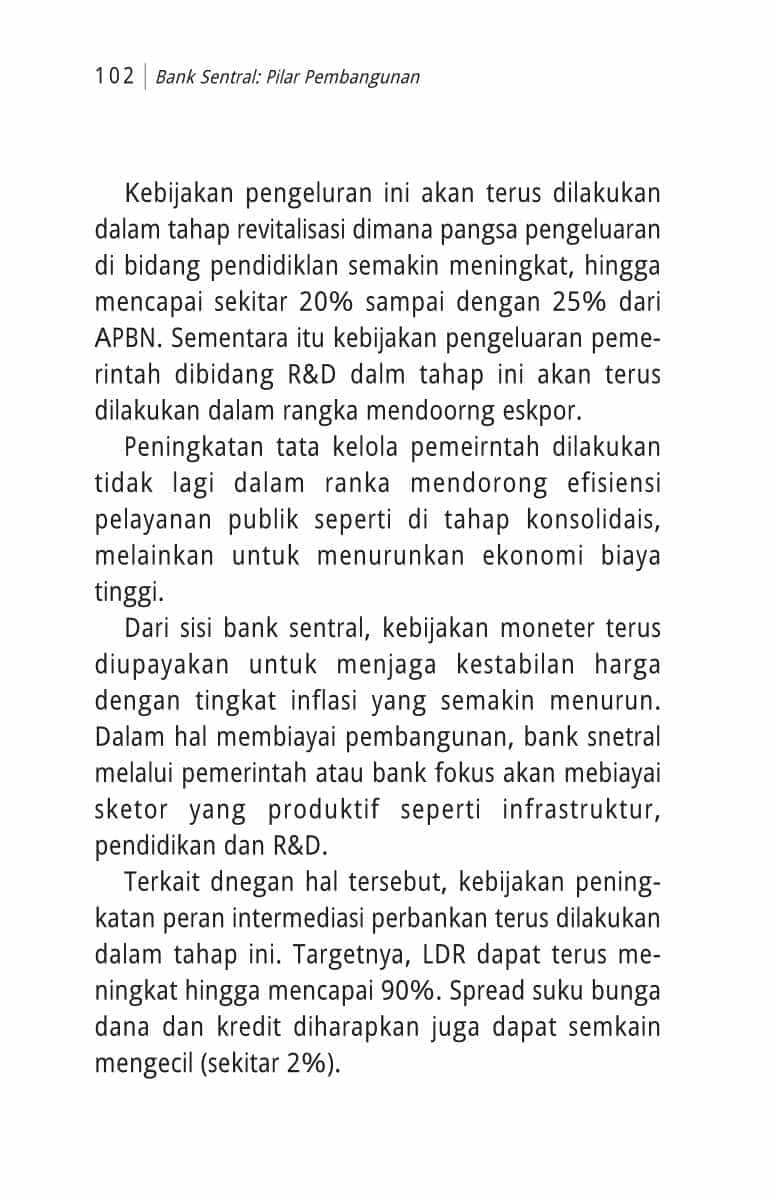 102 | Bank Sentral: Pilar Pembangunan
Kebijakan pengeluran ini akan terus dilakukan
dalam tahap revitalisasi dimana pangsa pengeluaran
di bidang pendidiklan semakin meningkat, hingga
mencapai sekitar 20% sampai dengan 25% dari
APBN. Sementara itu kebijakan pengeluaran peme-
rintah dibidang R&D dalm tahap ini akan terus
dilakukan dalam rangka mendoorng eskpor.
Peningkatan tata kelola pemeirntah dilakukan
tidak lagi dalam ranka mendorong efisiensi
pelayanan publik seperti di tahap konsolidais,
melainkan untuk menurunkan ekonomi biaya
tinggi.
Dari sisi bank sentral, kebijakan moneter terus
diupayakan untuk menjaga kestabilan harga
dengan tingkat inflasi yang semakin menurun.
Dalam hal membiayai pembangunan, bank snetral
melalui pemerintah atau bank fokus akan mebiayai
sketor yang produktif seperti infrastruktur,
pendidikan dan R&D.
Terkait dnegan hal tersebut, kebijakan pening-
katan peran intermediasi perbankan terus dilakukan
dalam tahap ini. Targetnya, LDR dapat terus me-
ningkat hingga mencapai 90%. Spread suku bunga
dana dan kredit diharapkan juga dapat semkain
mengecil (sekitar 2%).